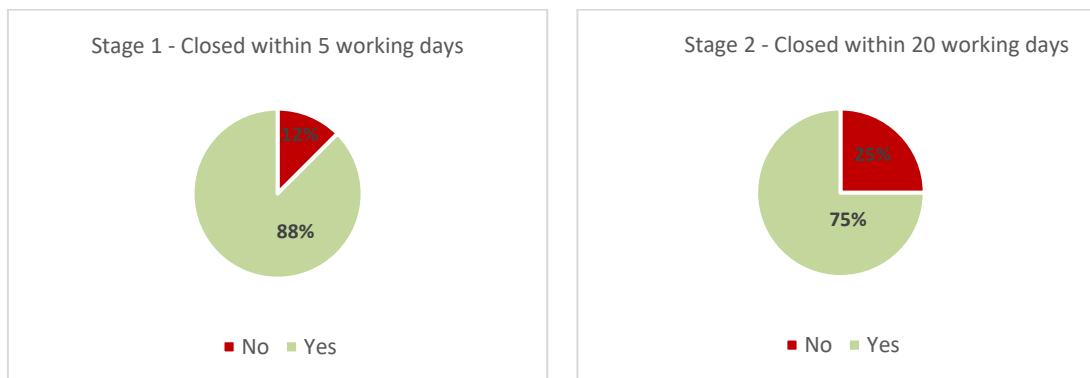 Stage 1 - Closed within 5 working days
12%
88%
No Yes
Stage 2 - Closed within 20 working days
25%
75%
No Yes